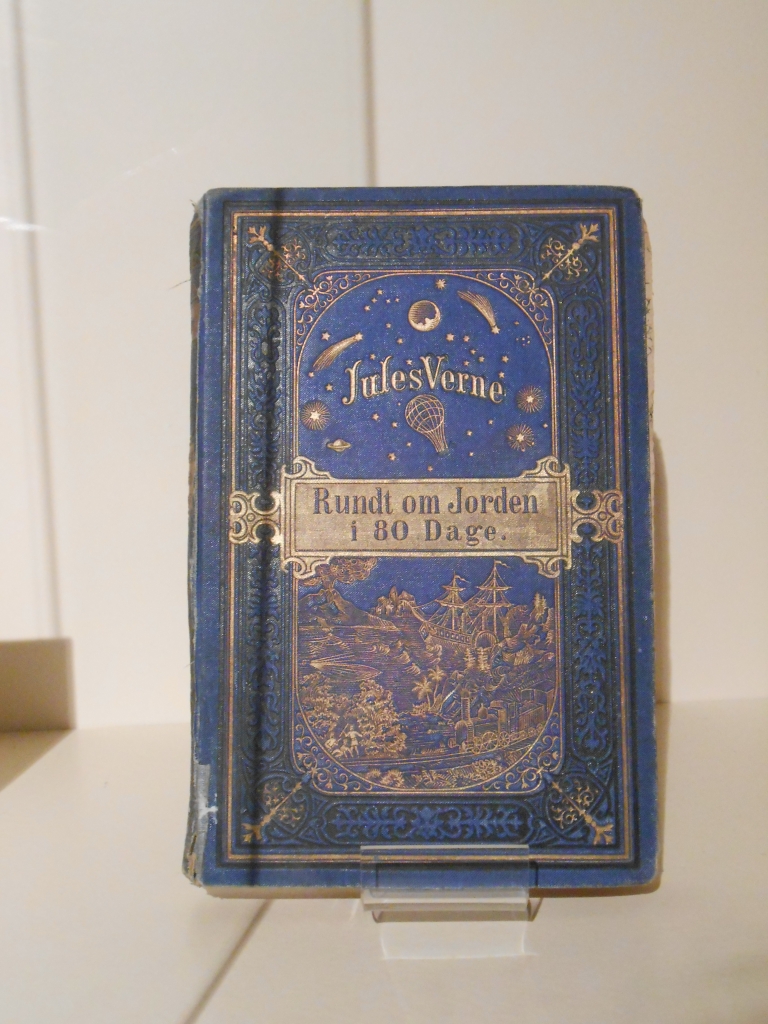 Jules Verne
Rundt om Jorden
i 80 Dage.